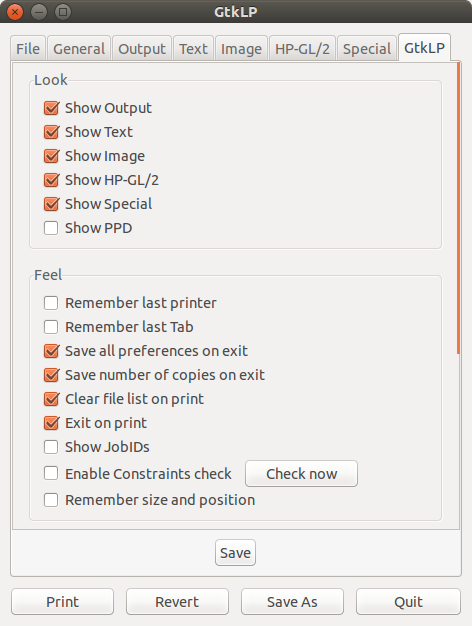 GtkLP
File General Output Text Image HP-GL/2 Special GtkLP
Look
Show Output
Show Text
Show Image
Show HP-GL/2
Show Special
Show PPD
Feel
Remember last printer
Remember last Tab
Save all preferences on exit
Save number of copies on exit
Clear file list on print
Exit on print
Show JobIDs
Enable Constraints check Check now
Remember size and position
Save
Print Revert Save As Quit